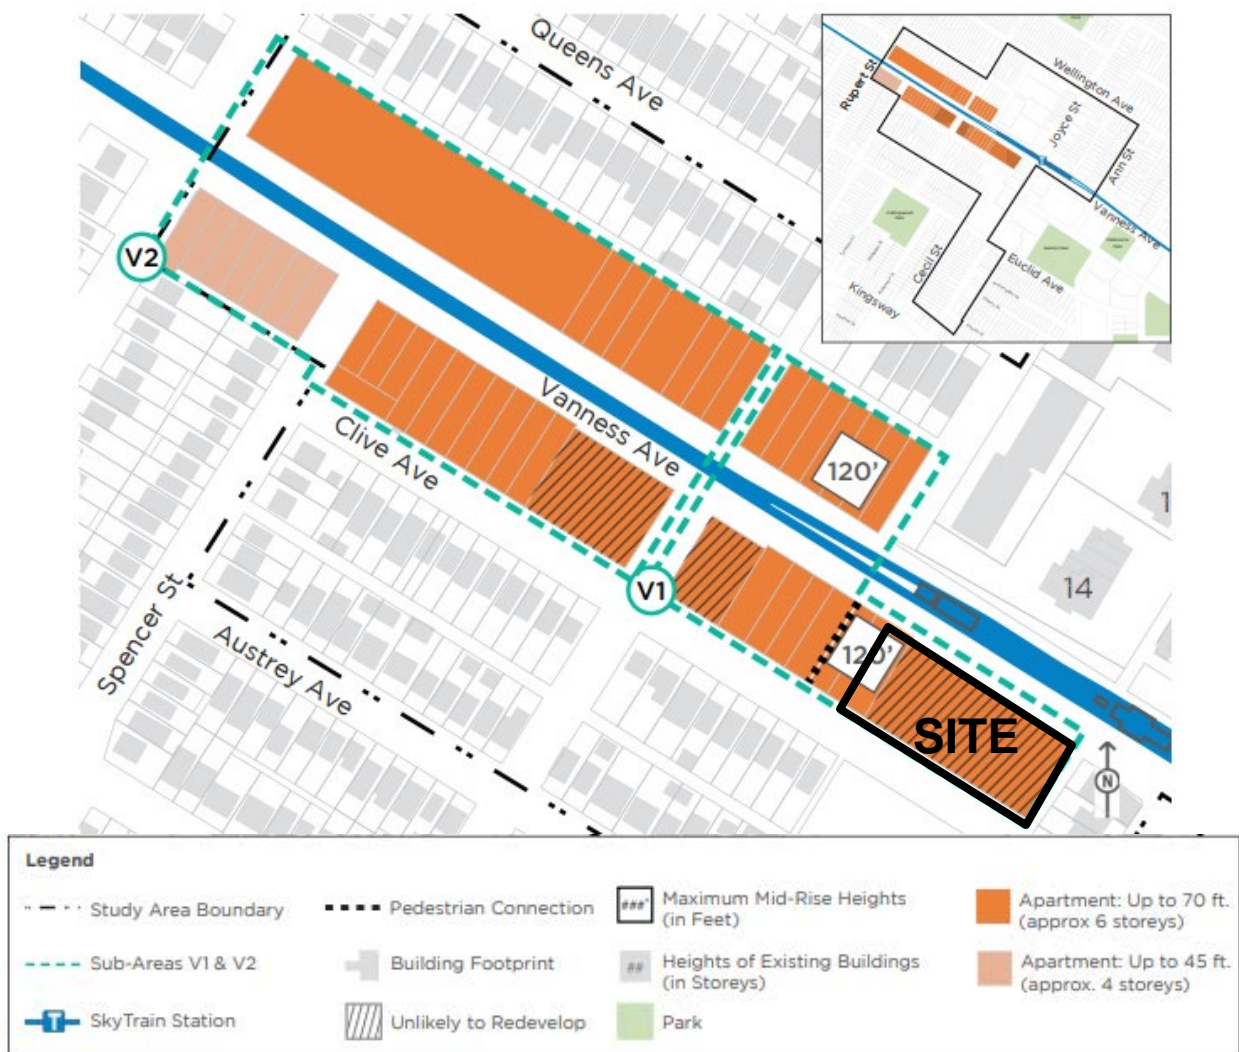 Queens Ave
V2
Vanness Ave
Clive Ave
120'
V1
120'
14
1
Spencer St
Austrey Ave
SITE
N
Rupert St
Wellington Ave
Joyce St
Ann St
T
Vanness Ave
Cecil St
Euclid Ave
Kingsway
Legend
Study Area Boundary
Pedestrian Connection
###' Maximum Mid-Rise Heights
(in Feet)
Apartment: Up to 70 ft.
(approx 6 storeys)
Sub-Areas V1 & V2
Building Footprint
## Heights of Existing Buildings
(in Storeys)
Apartment: Up to 45 ft.
(approx. 4 storeys)
T SkyTrain Station
Unlikely to Redevelop
Park